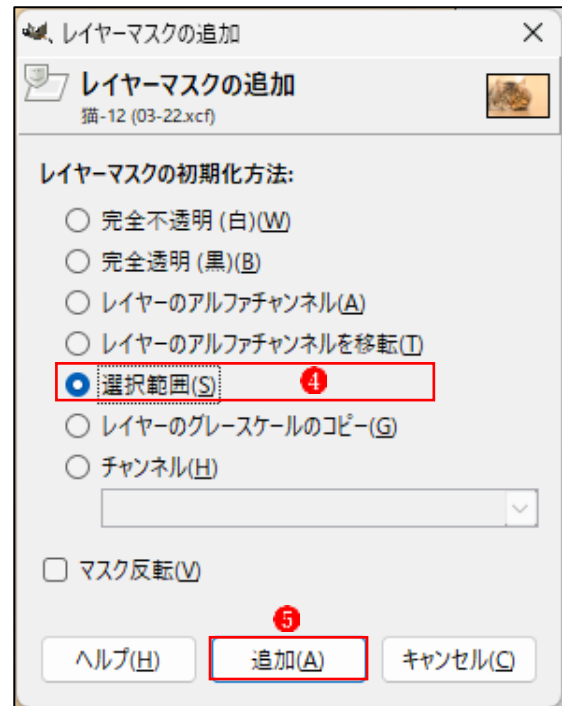 レイヤーマスクの追加
レイヤーマスクの追加
猫-12 (03-22.xcf)
レイヤーマスクの初期化方法:
完全不透明 (白)(W)
完全透明 (黒)(B)
レイヤーのアルファチャンネル(A)
レイヤーのアルファチャンネルを移転(T)
選択範囲(S) 4
レイヤーのグレースケールのコピー(G)
チャンネル(H)
マスク反転(V)
5
ヘルプ(H) 追加(A) キャンセル(C)